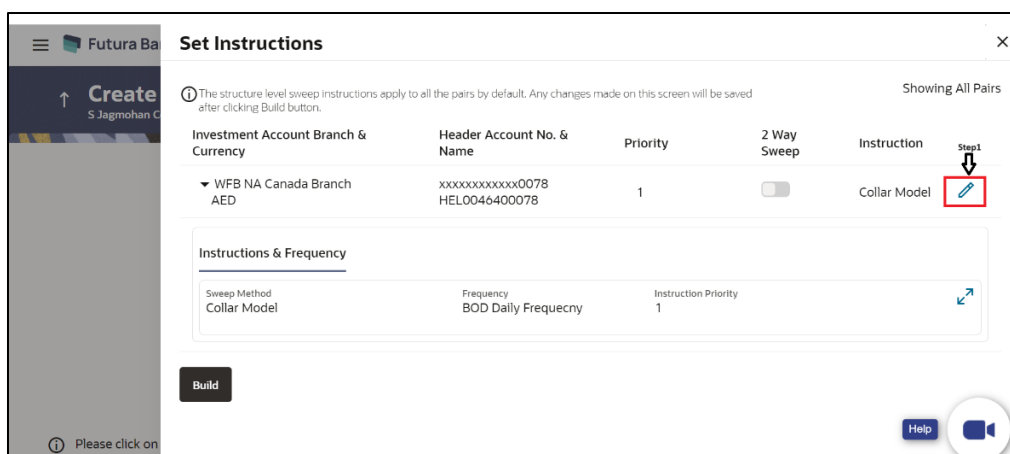 Futura Ba
Set Instructions
Create
S Jagmohan C
The structure level sweep instructions apply to all the pairs by default. Any changes made on this screen will be saved
after clicking Build button.
Showing All Pairs
Investment Account Branch &
Currency
Header Account No. &
Name
Priority
2 Way
Sweep
Instruction
Step1
WFB NA Canada Branch
AED
xxxxxxxxxxxx0078
HEL0046400078
1
Collar Model
Instructions & Frequency
Sweep Method
Collar Model
Frequency
BOD Daily Frequecny
Instruction Priority
1
Build
Help
Please click on